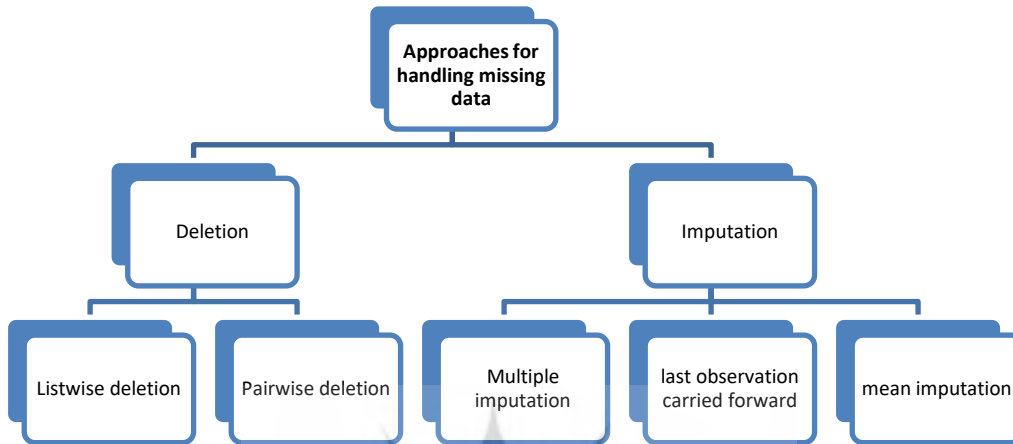 Approaches for
handling missing
data
Deletion
Imputation
Listwise deletion
Pairwise deletion
Multiple
imputation
last observation
carried forward
mean imputation